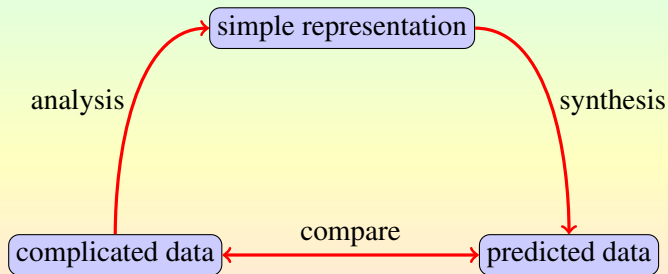 simple representation
analysis
synthesis
compare
complicated data
predicted data